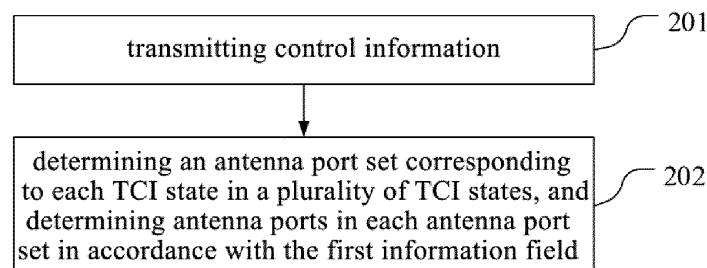 transmitting control information
201
determining an antenna port set corresponding
to each TCI state in a plurality of TCI states, and
determining antenna ports in each antenna port
set in accordance with the first information field
202